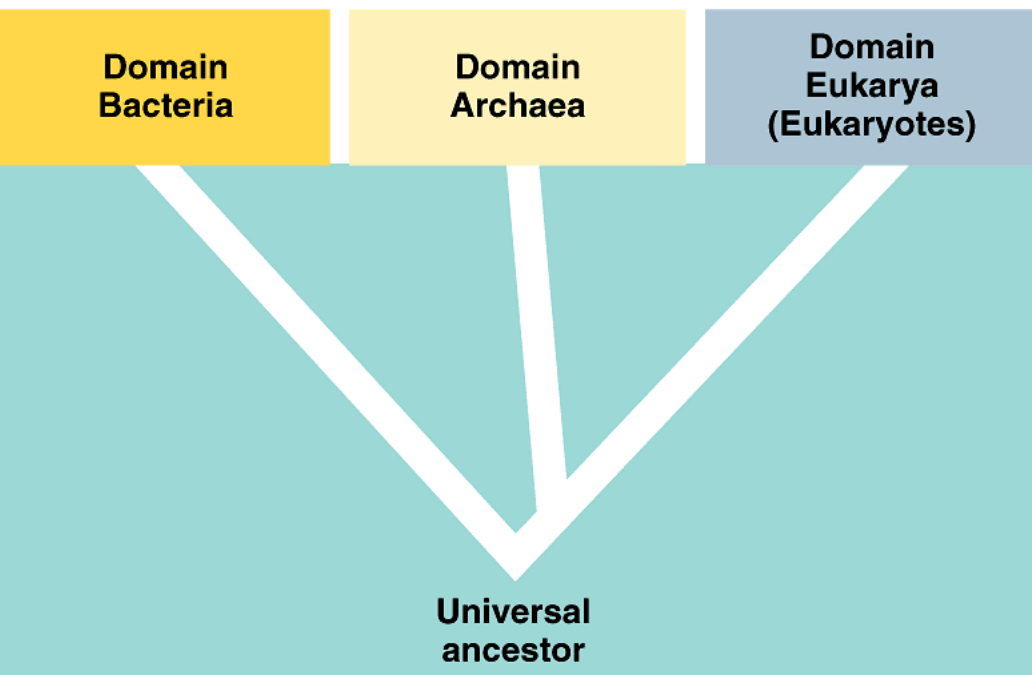 Domain
Bacteria
Domain
Archaea
Domain
Eukarya
(Eukaryotes)
Universal
ancestor